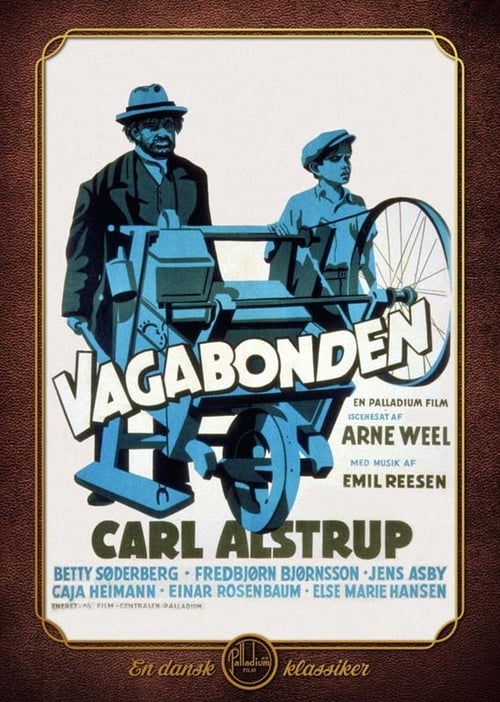 VAGABONDEN
EN PALLADIUM FILM
ISCENESAT AF
ARNE WEEL
MED MUSIK AF
EMIL REESEN
CARL ALSTRUP
BETTY SØDERBERG · FREDBJØRN BJØRNSSON · JENS ASBY
CAJA HEIMANN · EINAR ROSENBAUM · ELSE MARIE HANSEN
FILM-CENTRALEN-PALLADIUM
En dansk Palladium FILM klassiker